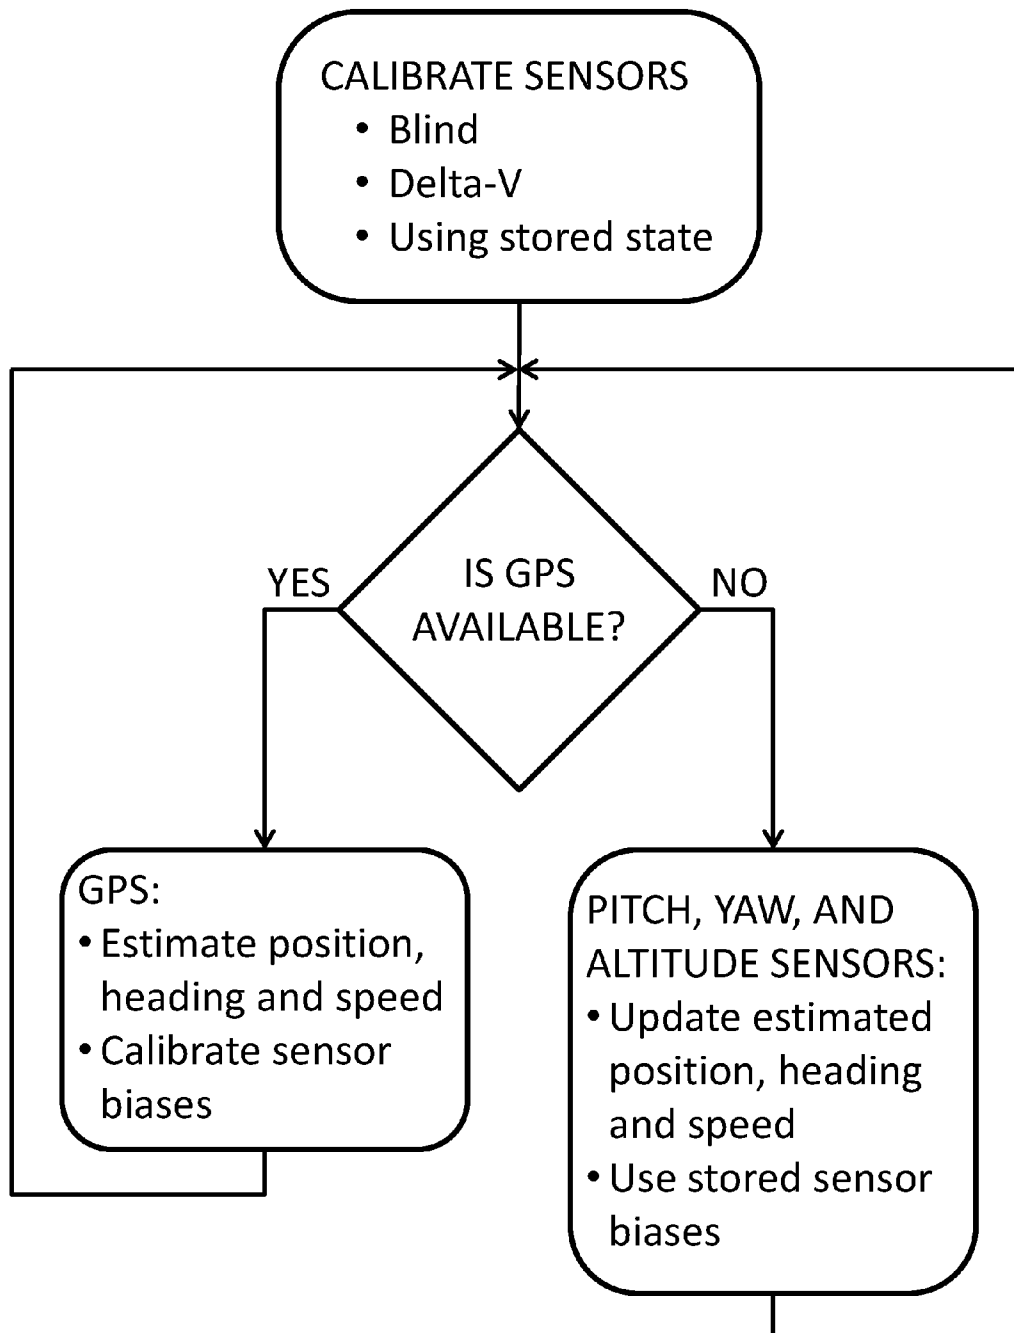 CALIBRATE SENSORS
• Blind
• Delta-V
• Using stored state
IS GPS
AVAILABLE?
YES
NO
GPS:
• Estimate position,
heading and speed
• Calibrate sensor
biases
PITCH, YAW, AND
ALTITUDE SENSORS:
• Update estimated
position, heading
and speed
• Use stored sensor
biases